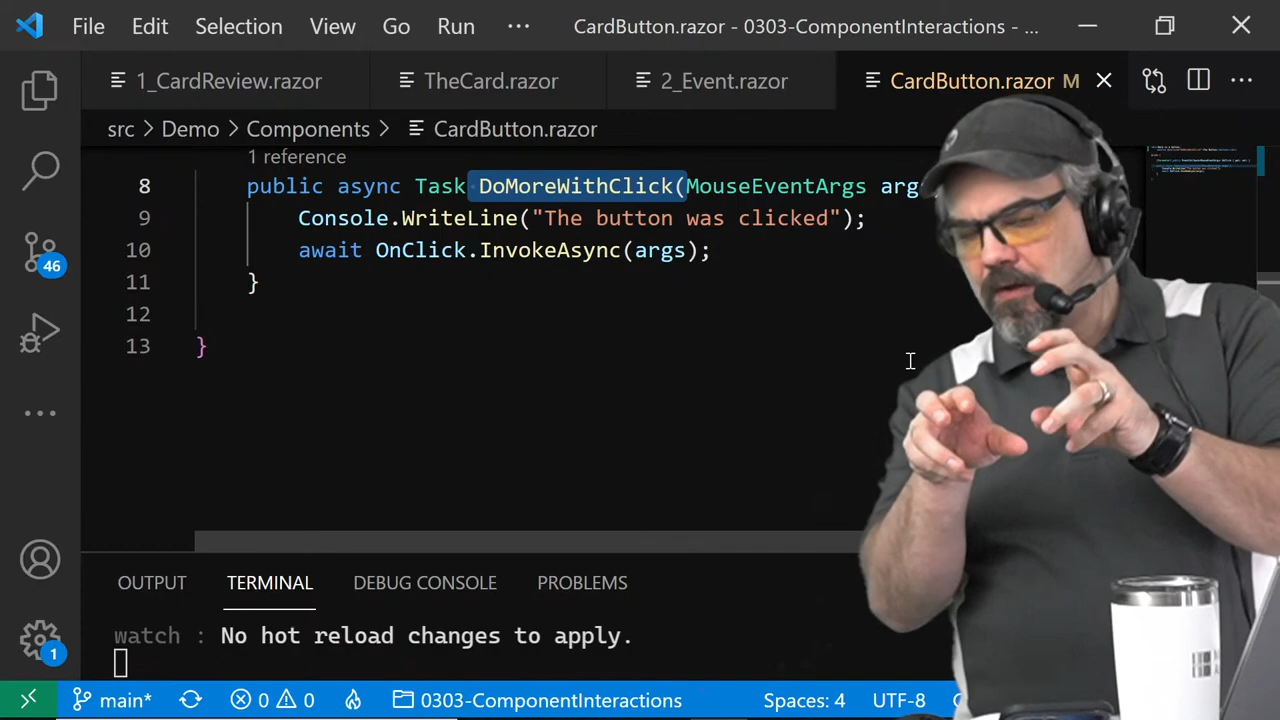 File Edit Selection View Go Run ··· CardButton.razor - 0303-ComponentInteractions - ...
1_CardReview.razor TheCard.razor 2_Event.razor CardButton.razor M
src > Demo > Components > CardButton.razor
1 reference
8 public async Task DoMoreWithClick(MouseEventArgs arg
9 Console.WriteLine("The button was clicked");
10 await OnClick.InvokeAsync(args);
11 }
12
13 }
46
OUTPUT TERMINAL DEBUG CONSOLE PROBLEMS
watch : No hot reload changes to apply.
1
main* 0 0 0303-ComponentInteractions Spaces: 4 UTF-8